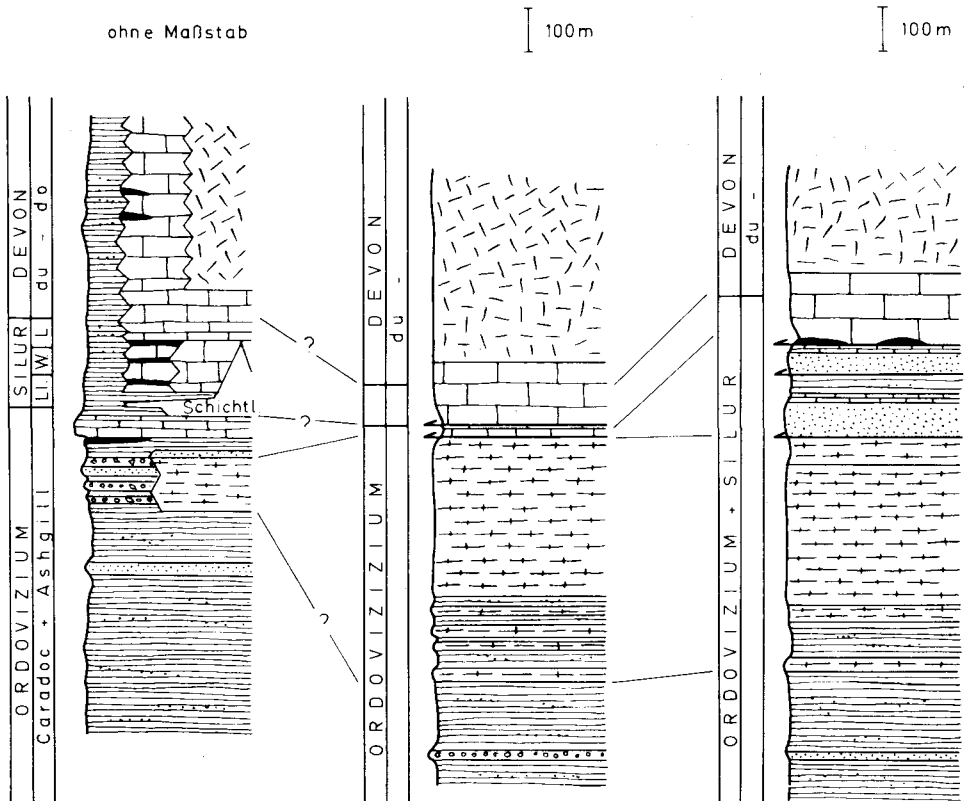 ohne Maßstab
100m
100m
SILUR DEVON
du - do
LI W L
ORDOVIZIUM
Caradoc + Ashgill
Schichtl
?
?
?
DEVON
du -
ORDOVIZIUM
DEVON
du -
ORDOVIZIUM + SILUR